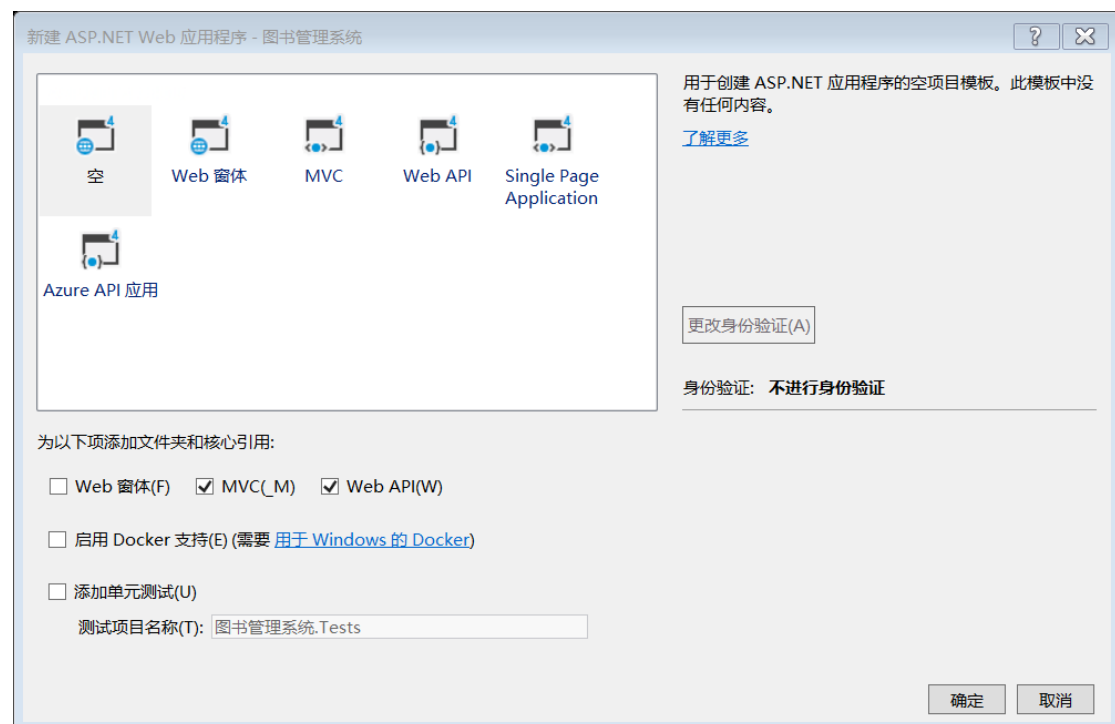 新建 ASP.NET Web 应用程序 - 图书管理系统
空
Web 窗体
MVC
Web API
Single Page
Application
Azure API 应用
用于创建 ASP.NET 应用程序的空项目模板。此模板中没
有任何内容。
了解更多
更改身份验证(A)
身份验证: 不进行身份验证
为以下项添加文件夹和核心引用:
Web 窗体(F) MVC(_M) Web API(W)
启用 Docker 支持(E) (需要 用于 Windows 的 Docker)
添加单元测试(U)
测试项目名称(T): 图书管理系统.Tests
确定 取消